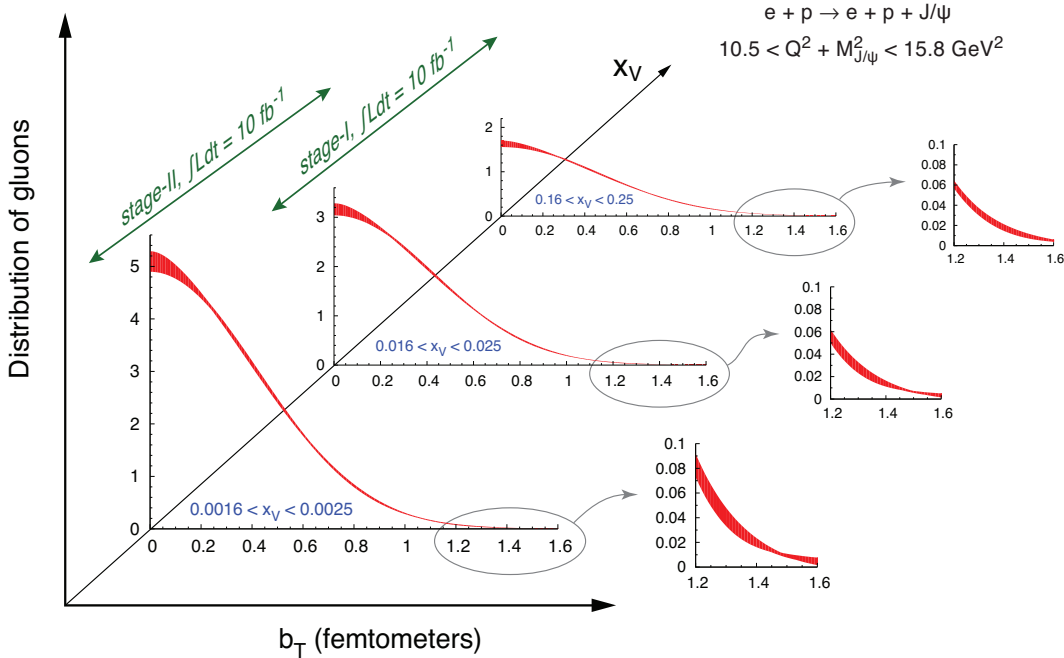 e + p → e + p + J/ψ
10.5 < Q² + M²_J/ψ < 15.8 GeV²
x_V
stage-I, ∫Ldt = 10 fb⁻¹
stage-II, ∫Ldt = 10 fb⁻¹
Distribution of gluons
2
1
0
0 0.2 0.4 0.6 0.8 1 1.2 1.4 1.6
0.16 < x_V < 0.25
0.1
0.08
0.06
0.04
0.02
0
1.2 1.4 1.6
3
2
1
0
0 0.2 0.4 0.6 0.8 1 1.2 1.4 1.6
0.016 < x_V < 0.025
0.1
0.08
0.06
0.04
0.02
0
1.2 1.4 1.6
5
4
3
2
1
0
0 0.2 0.4 0.6 0.8 1 1.2 1.4 1.6
0.0016 < x_V < 0.0025
0.1
0.08
0.06
0.04
0.02
0
1.2 1.4 1.6
b_T (femtometers)